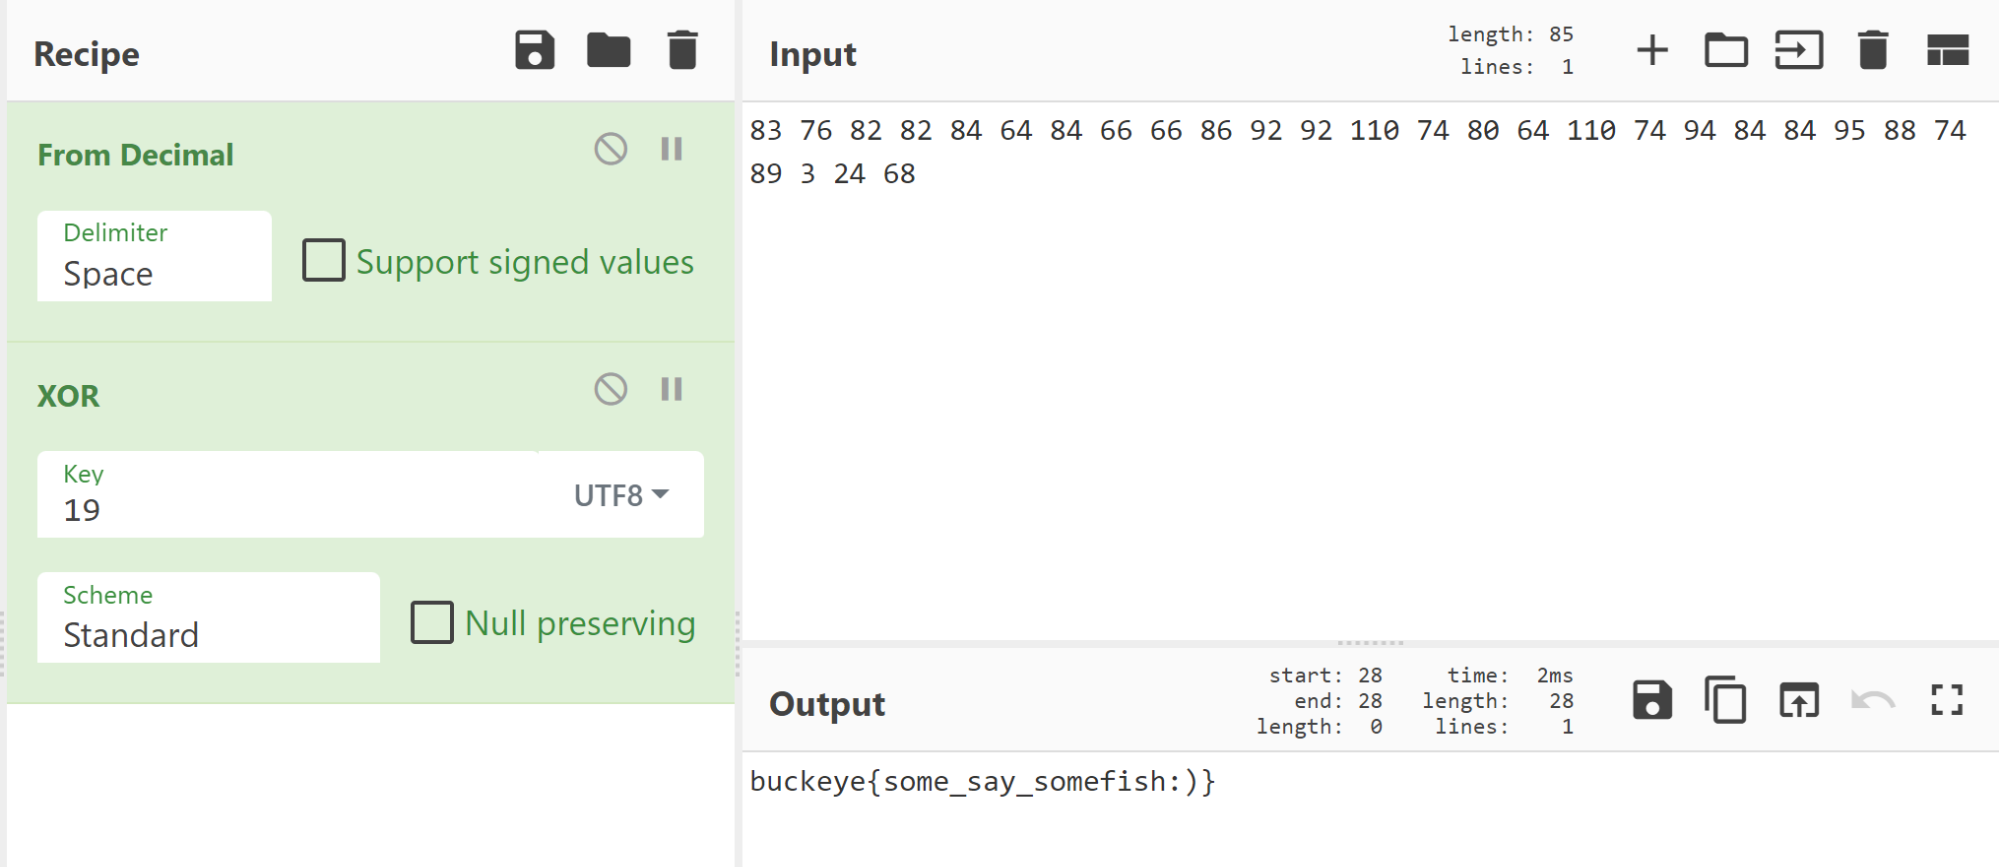 Recipe
From Decimal
Delimiter
Space
Support signed values
XOR
Key
19
UTF8
Scheme
Standard
Null preserving
Input
length: 85
lines: 1
83 76 82 82 84 64 84 66 66 86 92 92 110 74 80 64 110 74 94 84 84 95 88 74
89 3 24 68
Output
start: 28
end: 28
length: 0
time: 2ms
length: 28
lines: 1
buckeye{some_say_somefish:)}